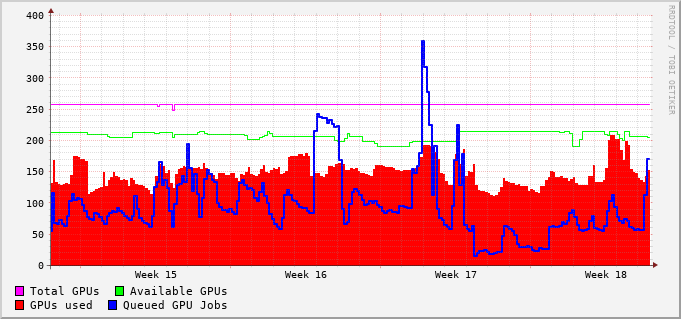 RRDTOOL / TOBI OETIKER
400
350
300
250
200
150
100
50
0
Week 15 Week 16 Week 17 Week 18
Total GPUs Available GPUs
GPUs used Queued GPU Jobs